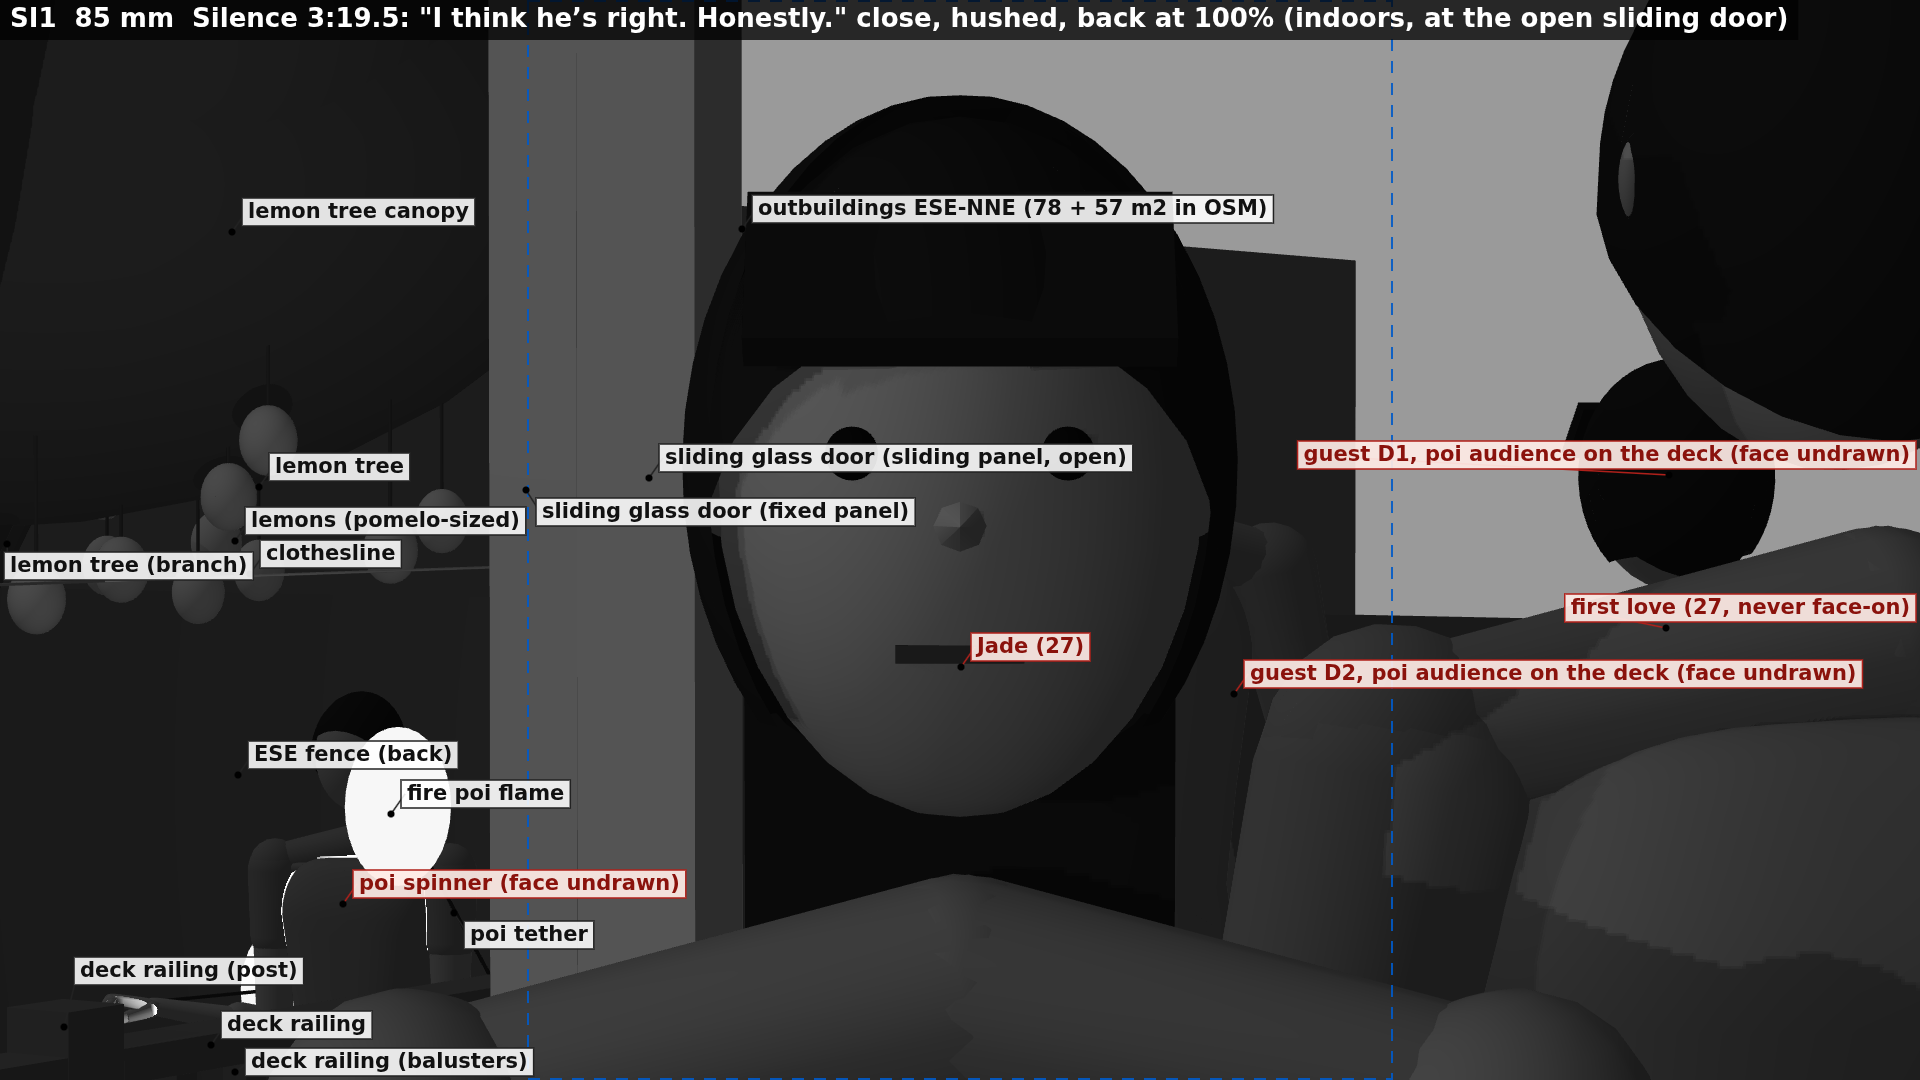 SI1  85 mm  Silence 3:19.5: "I think he’s right. Honestly." close, hushed, back at 100% (indoors, at the open sliding door)
lemon tree canopy
outbuildings ESE-NNE (78 + 57 m2 in OSM)
sliding glass door (sliding panel, open)
guest D1, poi audience on the deck (face undrawn)
lemon tree
sliding glass door (fixed panel)
lemons (pomelo-sized)
clothesline
lemon tree (branch)
first love (27, never face-on)
Jade (27)
guest D2, poi audience on the deck (face undrawn)
ESE fence (back)
fire poi flame
poi spinner (face undrawn)
poi tether
deck railing (post)
deck railing
deck railing (balusters)